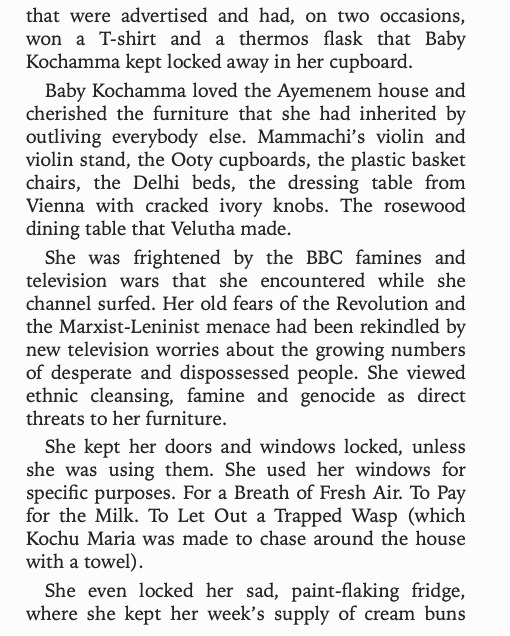 that were advertised and had, on two occasions,
won a T-shirt and a thermos flask that Baby
Kochamma kept locked away in her cupboard.
Baby Kochamma loved the Ayemenem house and
cherished the furniture that she had inherited by
outliving everybody else. Mammachi’s violin and
violin stand, the Ooty cupboards, the plastic basket
chairs, the Delhi beds, the dressing table from
Vienna with cracked ivory knobs. The rosewood
dining table that Velutha made.
She was frightened by the BBC famines and
television wars that she encountered while she
channel surfed. Her old fears of the Revolution and
the Marxist-Leninist menace had been rekindled by
new television worries about the growing numbers
of desperate and dispossessed people. She viewed
ethnic cleansing, famine and genocide as direct
threats to her furniture.
She kept her doors and windows locked, unless
she was using them. She used her windows for
specific purposes. For a Breath of Fresh Air. To Pay
for the Milk. To Let Out a Trapped Wasp (which
Kochu Maria was made to chase around the house
with a towel).
She even locked her sad, paint-flaking fridge,
where she kept her week’s supply of cream buns